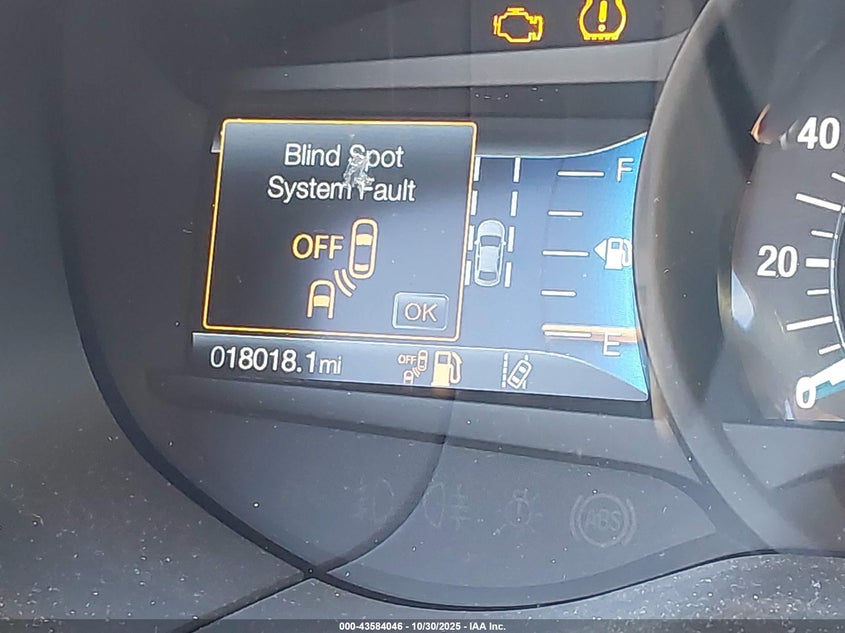 Blind Spot
System Fault
OFF
OK
F
E
018018.1mi
OFF
40
20
0
ABS
000-43584046 - 10/30/2025 - IAA Inc.